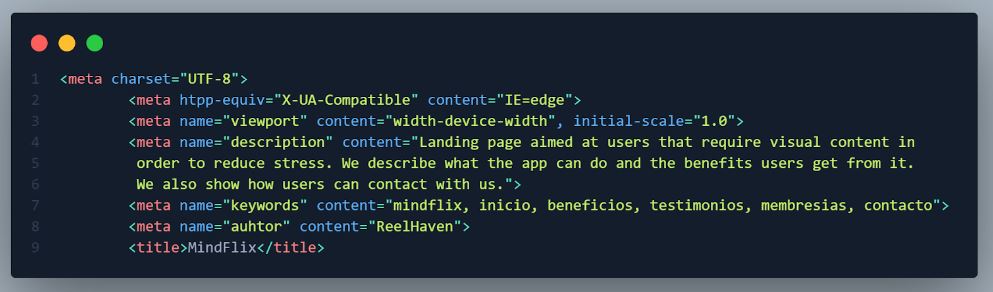 1 <meta charset="UTF-8">
2 <meta htpp-equiv="X-UA-Compatible" content="IE=edge">
3 <meta name="viewport" content="width-device-width", initial-scale="1.0">
4 <meta name="description" content="Landing page aimed at users that require visual content in
5 order to reduce stress. We describe what the app can do and the benefits users get from it.
6 We also show how users can contact with us.">
7 <meta name="keywords" content="mindflix, inicio, beneficios, testimonios, membresias, contacto">
8 <meta name="auhtor" content="ReelHaven">
9 <title>MindFlix</title>